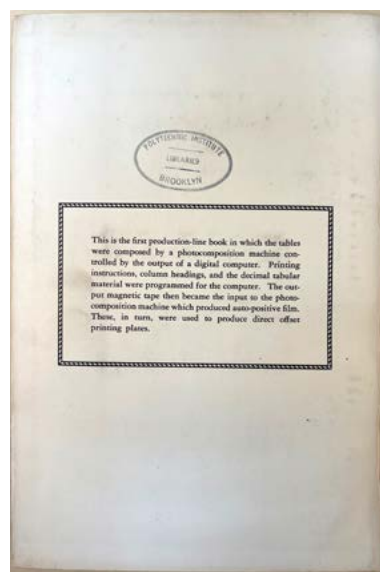 POLYTECHNIC INSTITUTE
LIBRARIES
BROOKLYN
This is the first production-line book in which the tables
were composed by a photocomposition machine con-
trolled by the output of a digital computer. Printing
instructions, column headings, and the decimal tabular
material were programmed for the computer. The out-
put magnetic tape then became the input to the photo-
composition machine which produced auto-positive film.
These, in turn, were used to produce direct offset
printing plates.